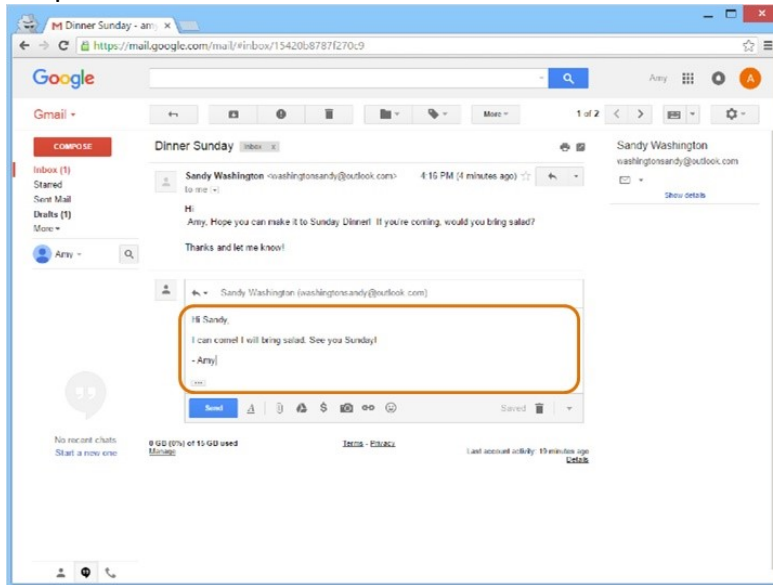 M Dinner Sunday - am
https://mail.google.com/mail/#inbox/15420b8787f270c9
Google
Amy
A
Gmail
More
1 of 2
COMPOSE
Inbox (1)
Starred
Sent Mail
Drafts (1)
More
Amy
Dinner Sunday Inbox x
Sandy Washington <washingtonsandy@outlook.com> 4:16 PM (4 minutes ago)
to me
Hi
Amy, Hope you can make it to Sunday Dinner! If you're coming, would you bring salad?
Thanks and let me know!
Sandy Washington
washingtonsandy@outlook.com
Show details
Sandy Washington (washingtonsandy@outlook.com)
Hi Sandy,
I can come! I will bring salad. See you Sunday!
- Amy
Send
Saved
No recent chats
Start a new one
0 GB (0%) of 15 GB used
Manage
Terms - Privacy
Last account activity: 19 minutes ago
Details